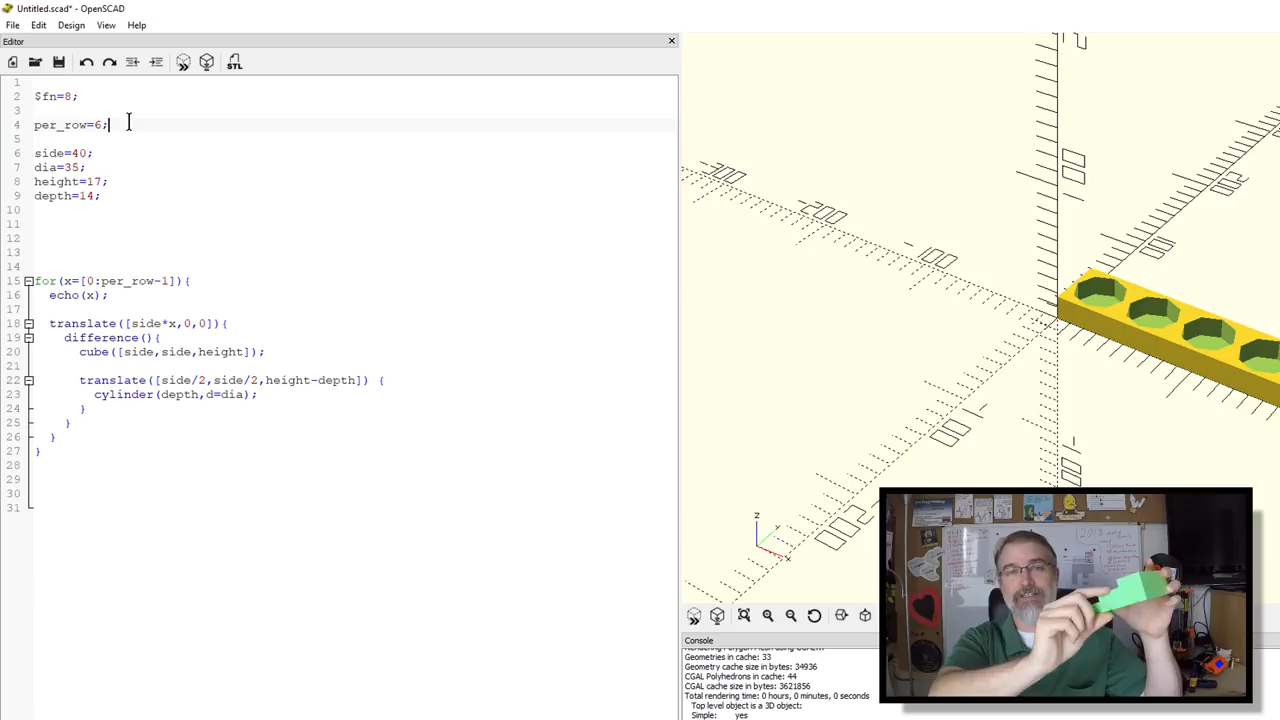 Untitled.scad* - OpenSCAD
File Edit Design View Help
Editor
STL
1
2 $fn=8;
3
4 per_row=6;
5
6 side=40;
7 dia=35;
8 height=17;
9 depth=14;
10
11
12
13
14
15 for(x=[0:per_row-1]){
16 echo(x);
17
18 translate([side*x,0,0]){
19 difference(){
20 cube([side,side,height]);
21
22 translate([side/2,side/2,height-depth]) {
23 cylinder(depth,d=dia);
24 }
25 }
26 }
27 }
28
29
30
31
z
x
Console
Geometries in cache: 33
Geometry cache size in bytes: 34936
CGAL Polyhedrons in cache: 44
CGAL cache size in bytes: 3621856
Total rendering time: 0 hours, 0 minutes, 0 seconds
Top level object is a 3D object:
Simple: yes